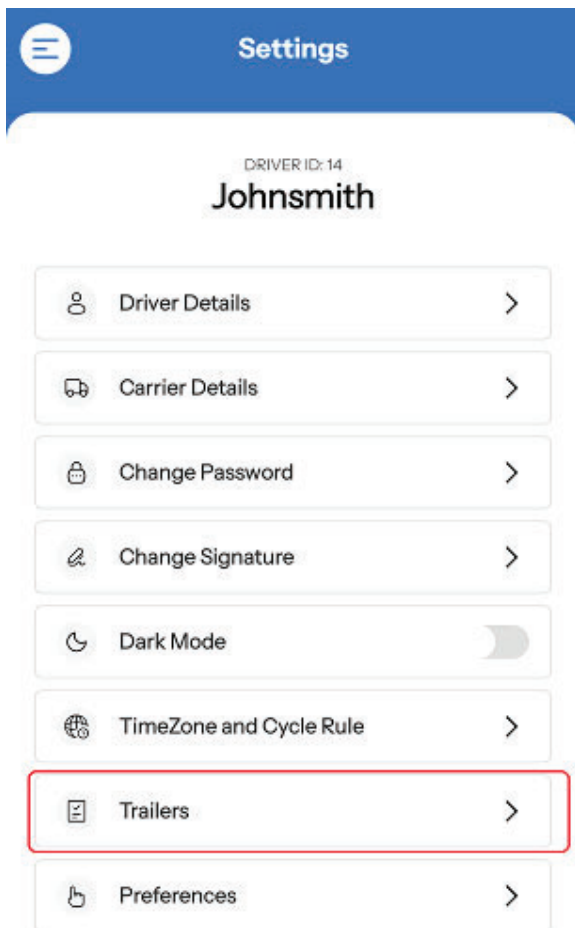 Settings
DRIVER ID: 14
Johnsmith
Driver Details
Carrier Details
Change Password
Change Signature
Dark Mode
TimeZone and Cycle Rule
Trailers
Preferences